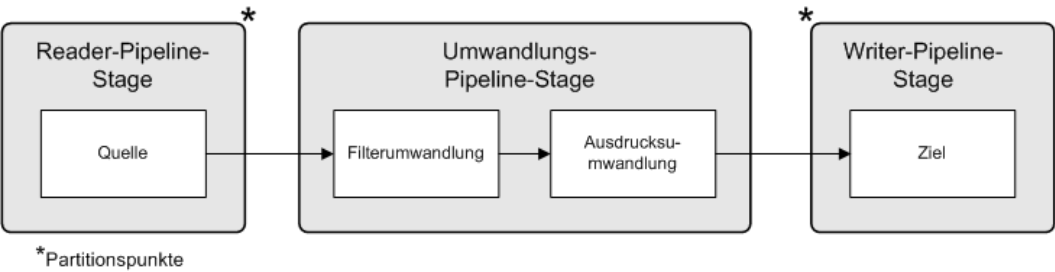 *
*
Reader-Pipeline-
Stage
Umwandlungs-
Pipeline-Stage
Writer-Pipeline-
Stage
Quelle
Filterumwandlung
Ausdrucksu-
mwandlung
Ziel
*Partitionspunkte